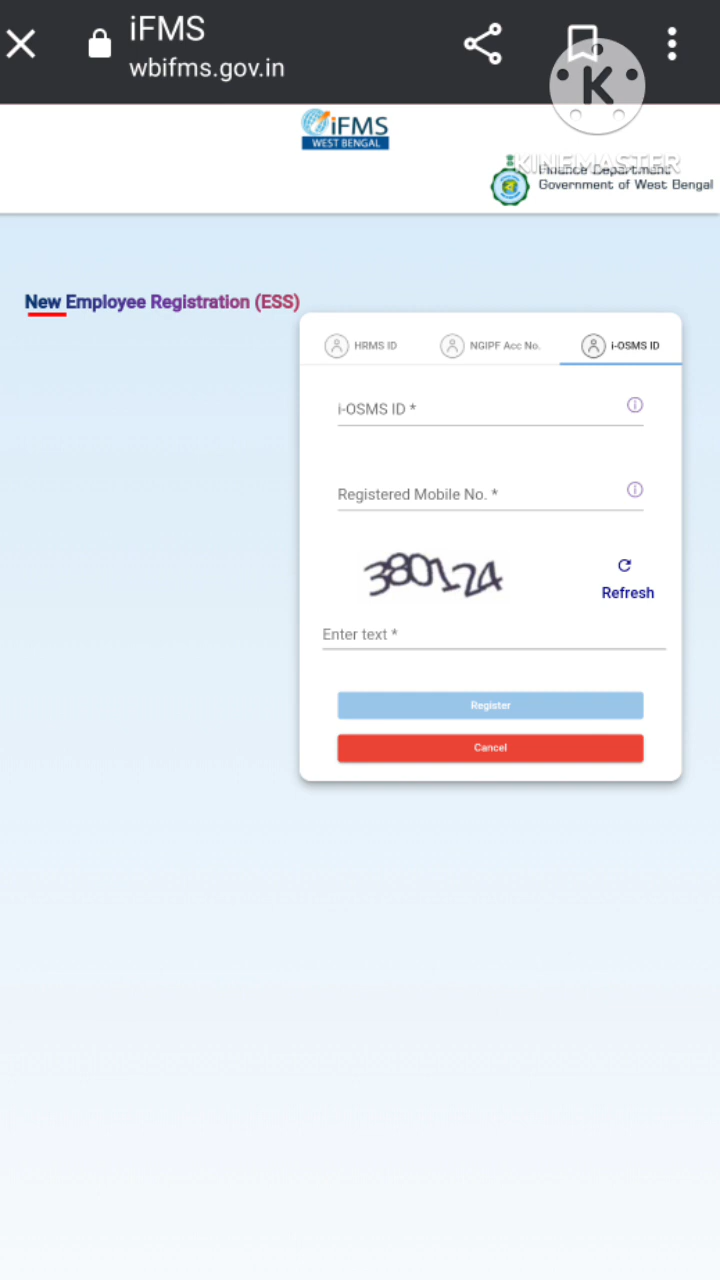 iFMS
wbifms.gov.in
K
KINEMASTER
iFMS
WEST BENGAL
Finance Department
Government of West Bengal
New Employee Registration (ESS)
HRMS ID
NGIPF Acc No.
i-OSMS ID
i-OSMS ID *
Registered Mobile No. *
380124
Refresh
Enter text *
Register
Cancel